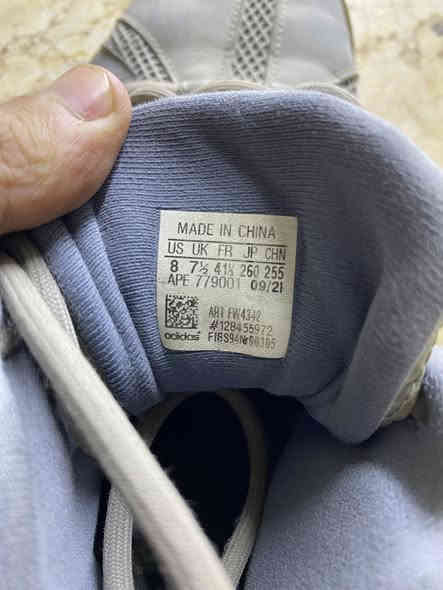 MADE IN CHINA
US UK FR JP CHN
8 7½ 41⅓ 260 255
APE 779001 09/21
ART FW4342
#128455972
adidas